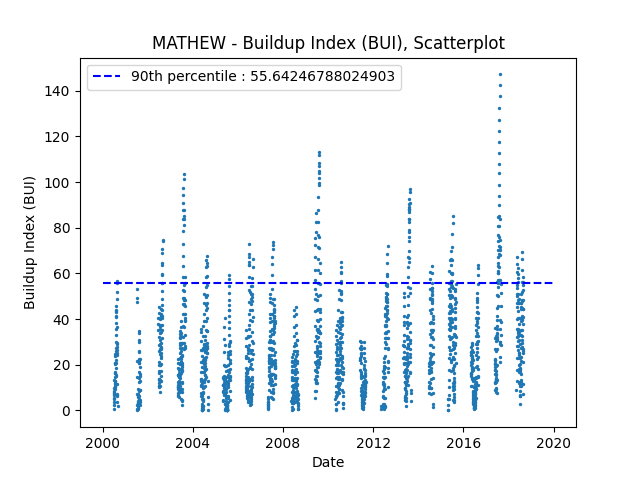 MATHEW - Buildup Index (BUI), Scatterplot
90th percentile : 55.64246788024903
Buildup Index (BUI)
140
120
100
80
60
40
20
0
2000 2004 2008 2012 2016 2020
Date